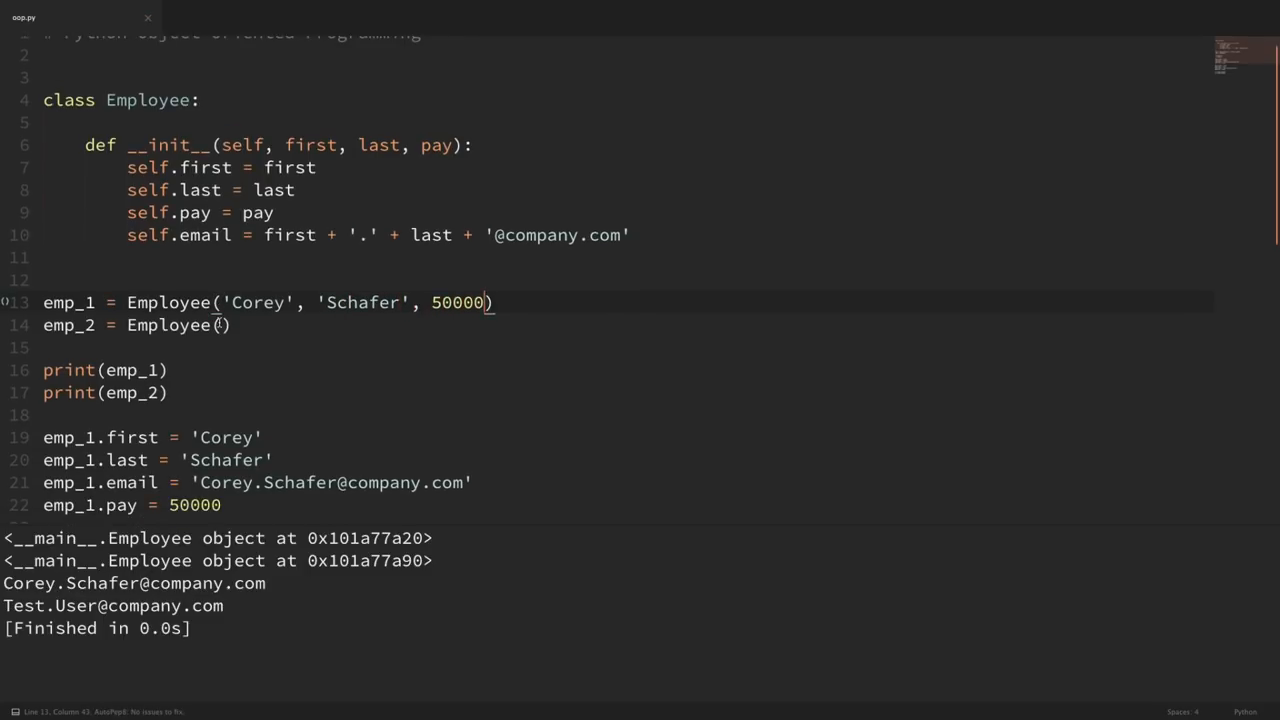 oop.py
1 # Python Object-Oriented Programming
2
3
4 class Employee:
5
6 def __init__(self, first, last, pay):
7 self.first = first
8 self.last = last
9 self.pay = pay
10 self.email = first + '.' + last + '@company.com'
11
12
13 emp_1 = Employee('Corey', 'Schafer', 50000)
14 emp_2 = Employee()
15
16 print(emp_1)
17 print(emp_2)
18
19 emp_1.first = 'Corey'
20 emp_1.last = 'Schafer'
21 emp_1.email = 'Corey.Schafer@company.com'
22 emp_1.pay = 50000
<__main__.Employee object at 0x101a77a20>
<__main__.Employee object at 0x101a77a90>
Corey.Schafer@company.com
Test.User@company.com
[Finished in 0.0s]
Line 13, Column 43; AutoPep8: No issues to fix.
Spaces: 4
Python